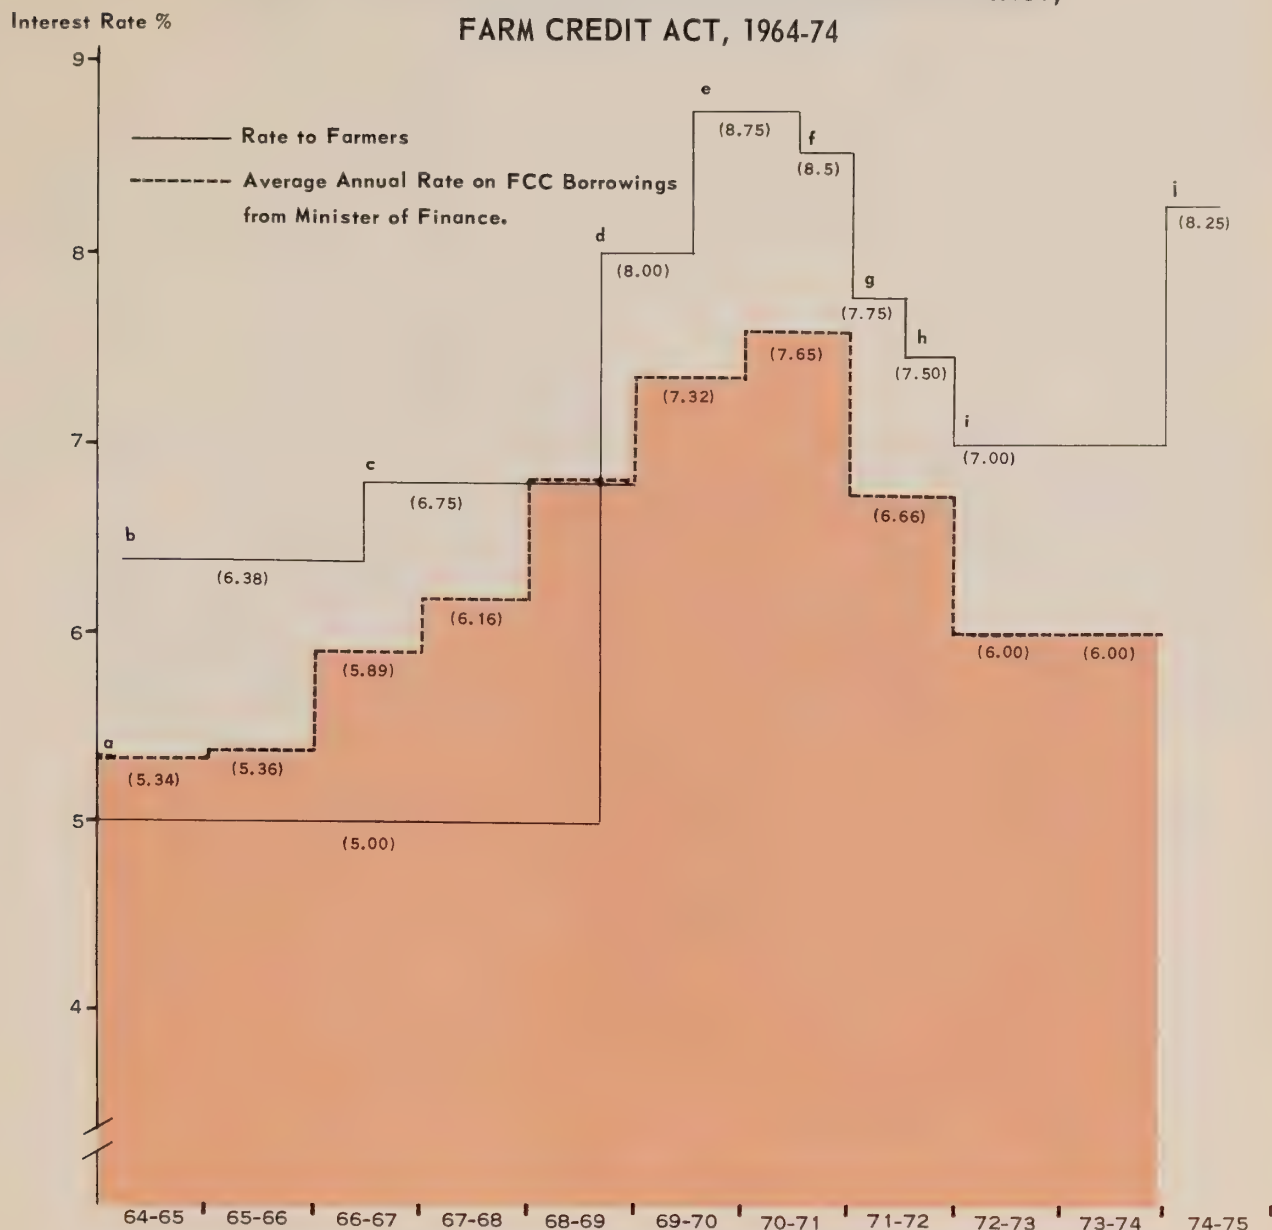 Interest Rate %
FARM CREDIT ACT, 1964-74
9
8
7
6
5
4
Rate to Farmers
Average Annual Rate on FCC Borrowings
from Minister of Finance.
e
(8.75)
f
(8.5)
i
(8.25)
d
(8.00)
g
(7.75)
h
(7.50)
(7.65)
(7.32)
i
(7.00)
c
(6.75)
(6.66)
b
(6.38)
(6.16)
(5.89)
(6.00)
(6.00)
a
(5.34)
(5.36)
(5.00)
64-65 65-66 66-67 67-68 68-69 69-70 70-71 71-72 72-73 73-74 74-75